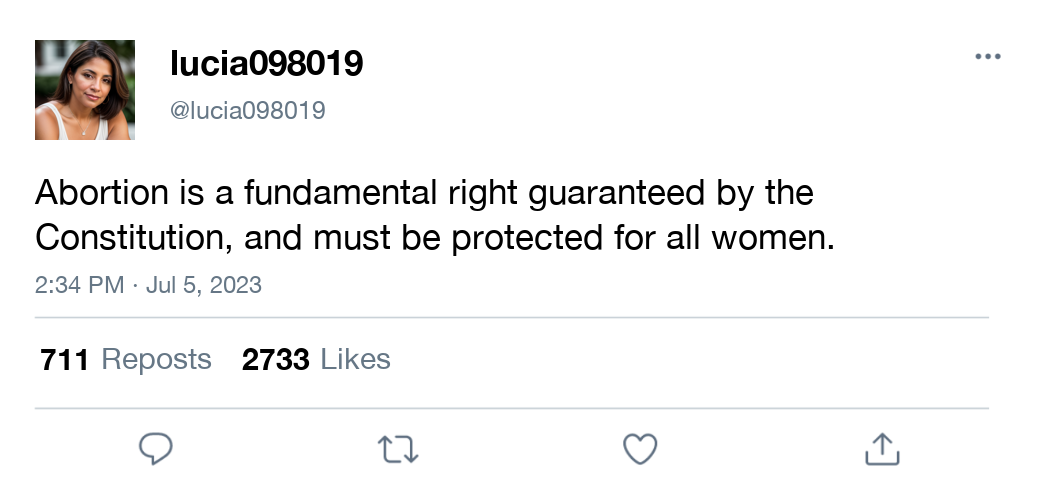 lucia098019
@lucia098019
Abortion is a fundamental right guaranteed by the
Constitution, and must be protected for all women.
2:34 PM · Jul 5, 2023
711 Reposts 2733 Likes